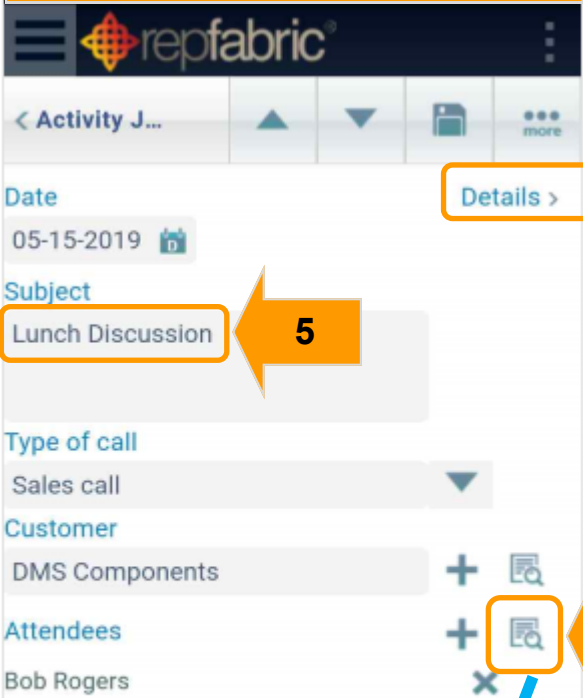 repfabric®
< Activity J... more
Date Details >
05-15-2019 D
Subject
Lunch Discussion 5
Type of call
Sales call
Customer
DMS Components
Attendees
Bob Rogers